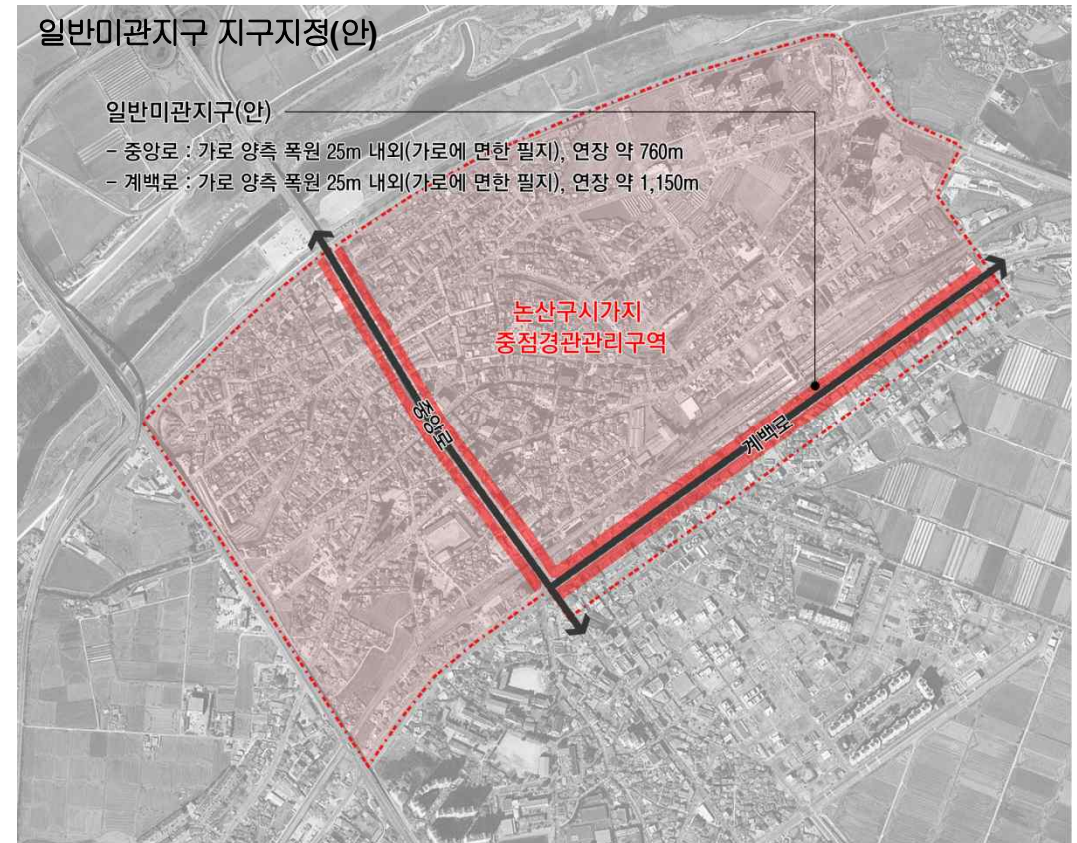 일반미관지구 지구지정(안)
일반미관지구(안)
- 중앙로 : 가로 양측 폭원 25m 내외(가로에 면한 필지), 연장 약 760m
- 계백로 : 가로 양측 폭원 25m 내외(가로에 면한 필지), 연장 약 1,150m
논산구시가지
중점경관관리구역
중앙로
계백로